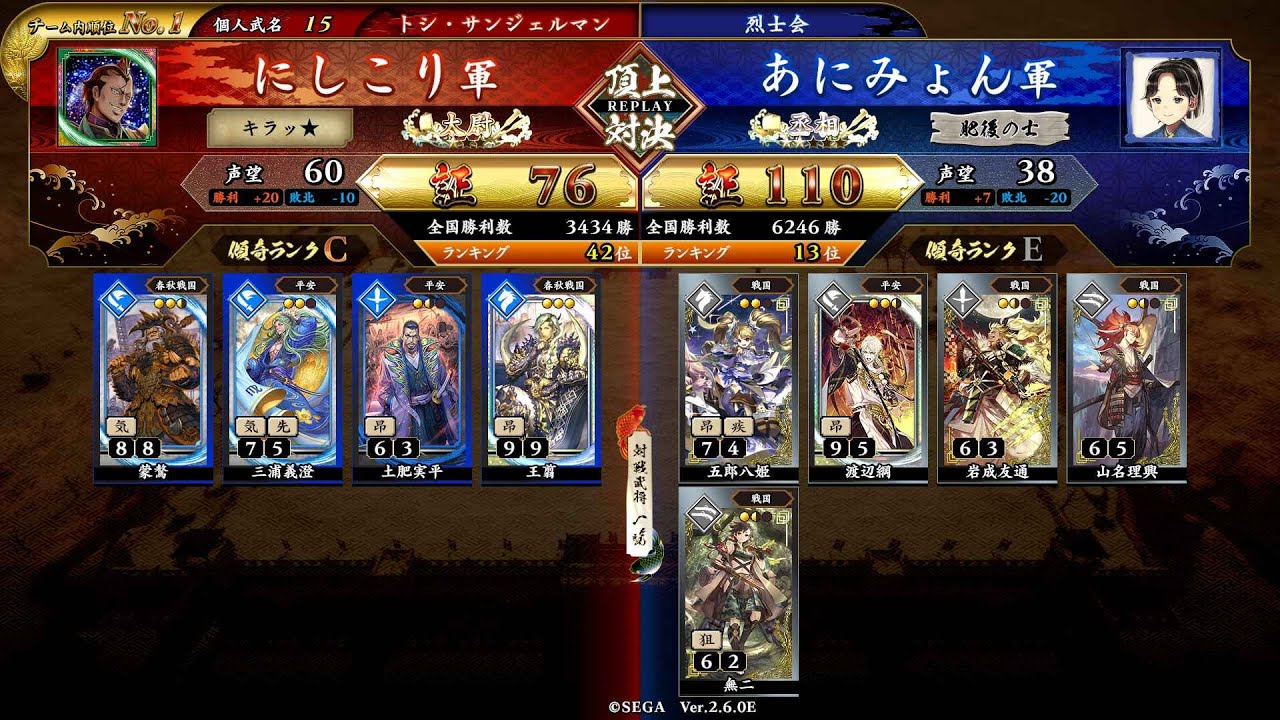 チーム内順位 No.1
個人武名 15
トシ・サンジェルマン
烈士会
にしこり軍
キラッ★
太尉
頂上
REPLAY
対決
あにみょん軍
丞相
肥後の士
声望 60
勝利 +20 敗北 -10
証 76
証 110
声望 38
勝利 +7 敗北 -20
全国勝利数 3434勝
全国勝利数 6246勝
ランキング 42位
ランキング 13位
傾奇ランクC
傾奇ランクE
春秋戦国
気
8 8
蒙驁
平安
気 先
7 5
三浦義澄
平安
昂
6 3
土肥実平
春秋戦国
昂
9 9
王翦
戦国
昂 疾
7 4
五郎八姫
平安
昂
9 5
渡辺綱
戦国
6 3
岩成友通
戦国
6 5
山名理興
対戦武将一覧
戦国
狙
6 2
無二
©SEGA Ver.2.6.0E